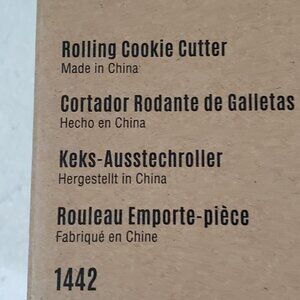 Rolling Cookie Cutter
Made in China
Cortador Rodante de Galletas
Hecho en China
Keks-Ausstechroller
Hergestellt in China
Rouleau Emporte-pièce
Fabriqué en Chine
1442